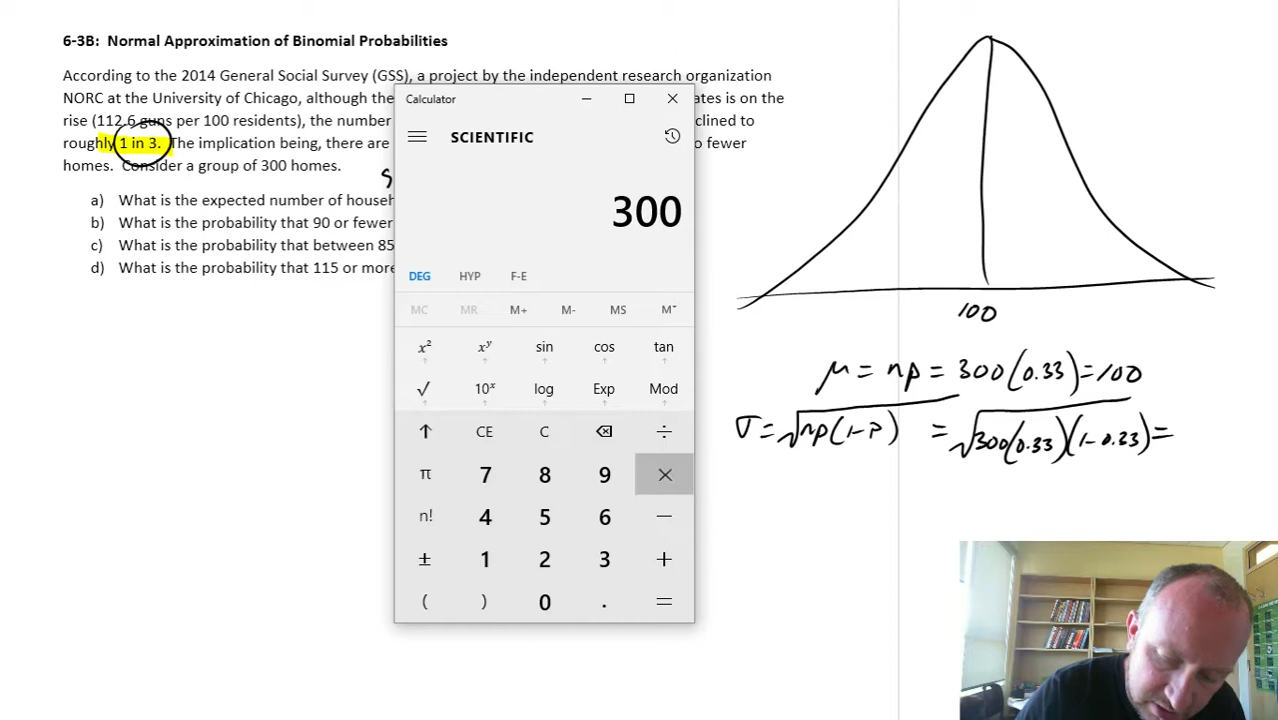 6-3B: Normal Approximation of Binomial Probabilities
According to the 2014 General Social Survey (GSS), a project by the independent research organization
NORC at the University of Chicago, although the ates is on the
rise (112.6 guns per 100 residents), the number clined to
roughly 1 in 3. The implication being, there are o fewer
homes. Consider a group of 300 homes.
S
a) What is the expected number of househ
b) What is the probability that 90 or fewer
c) What is the probability that between 85
d) What is the probability that 115 or more
Calculator
SCIENTIFIC
300
DEG HYP F-E
MC MR M+ M- MS M˅
x² xʸ sin cos tan
√ 10ˣ log Exp Mod
↑ CE C ⌫ ÷
π 7 8 9 ×
n! 4 5 6 −
± 1 2 3 +
( ) 0 . =
100
μ = np = 300(0.33)=100
σ=√np(1-P) = √300(0.33)(1-0.33)=